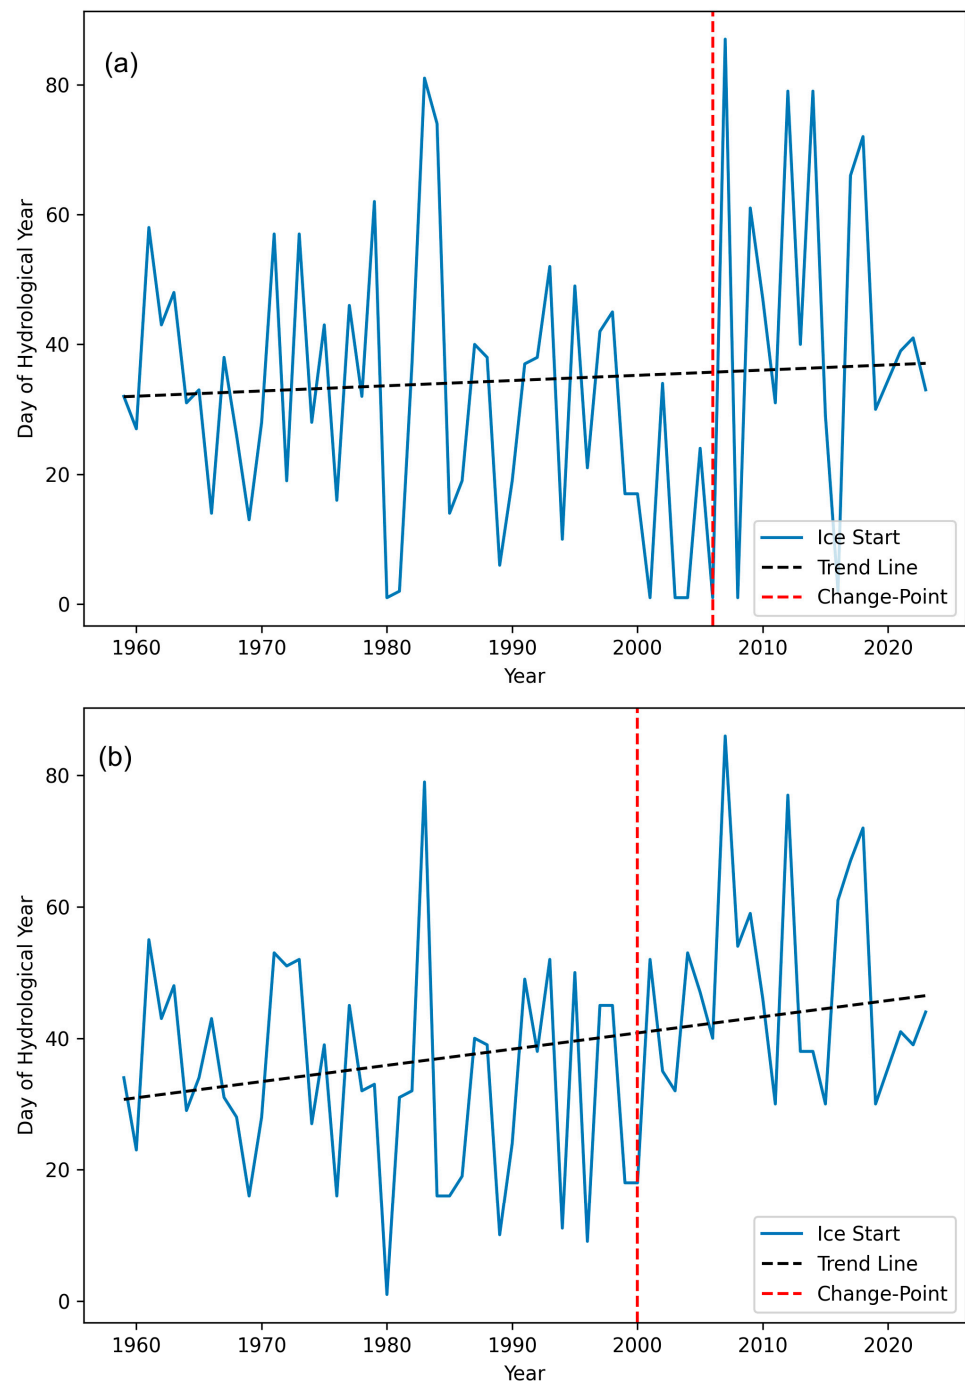 (a)
80
60
40
20
0
Day of Hydrological Year
Ice Start
Trend Line
Change-Point
1960 1970 1980 1990 2000 2010 2020
Year
(b)
80
60
40
20
0
Day of Hydrological Year
Ice Start
Trend Line
Change-Point
1960 1970 1980 1990 2000 2010 2020
Year